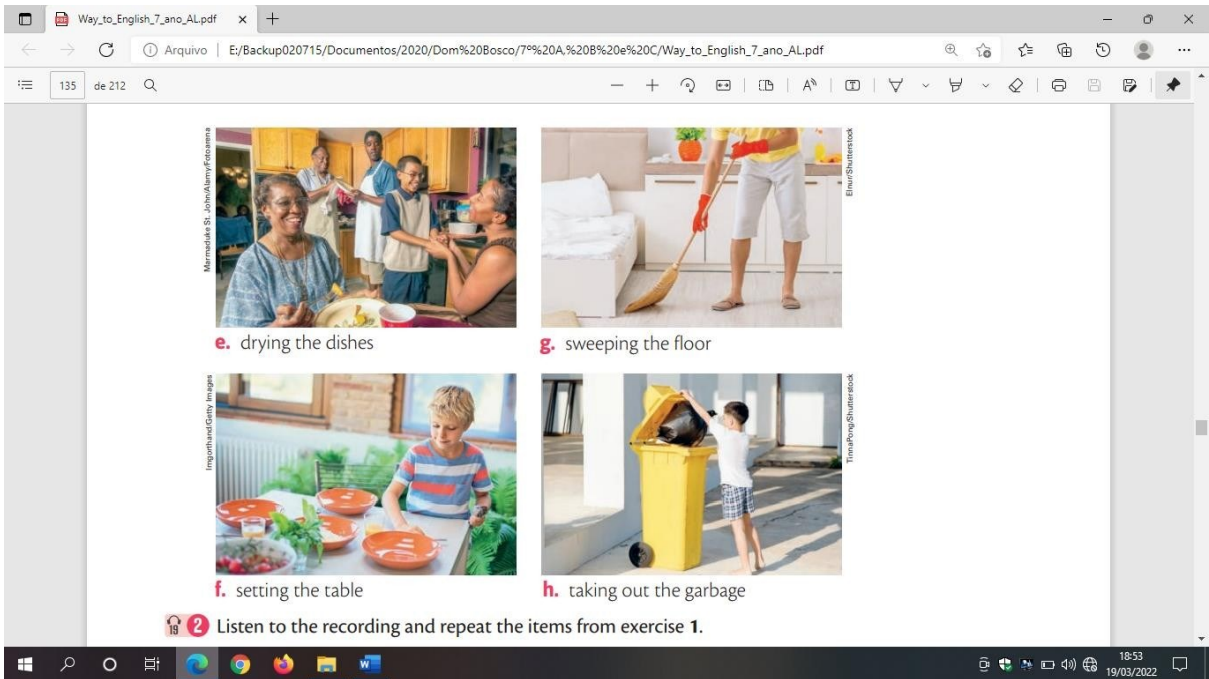 Way_to_English_7_ano_AL.pdf
Arquivo E:/Backup020715/Documentos/2020/Dom%20Bosco/7º%20A,%20B%20e%20C/Way_to_English_7_ano_AL.pdf
135 de 212
Marmaduke St. John/Alamy/Fotoarena
Elnur/Shutterstock
e. drying the dishes
g. sweeping the floor
Imgorthand/Getty Images
TinnaPong/Shutterstock
f. setting the table
h. taking out the garbage
19 2 Listen to the recording and repeat the items from exercise 1.
18:53
19/03/2022